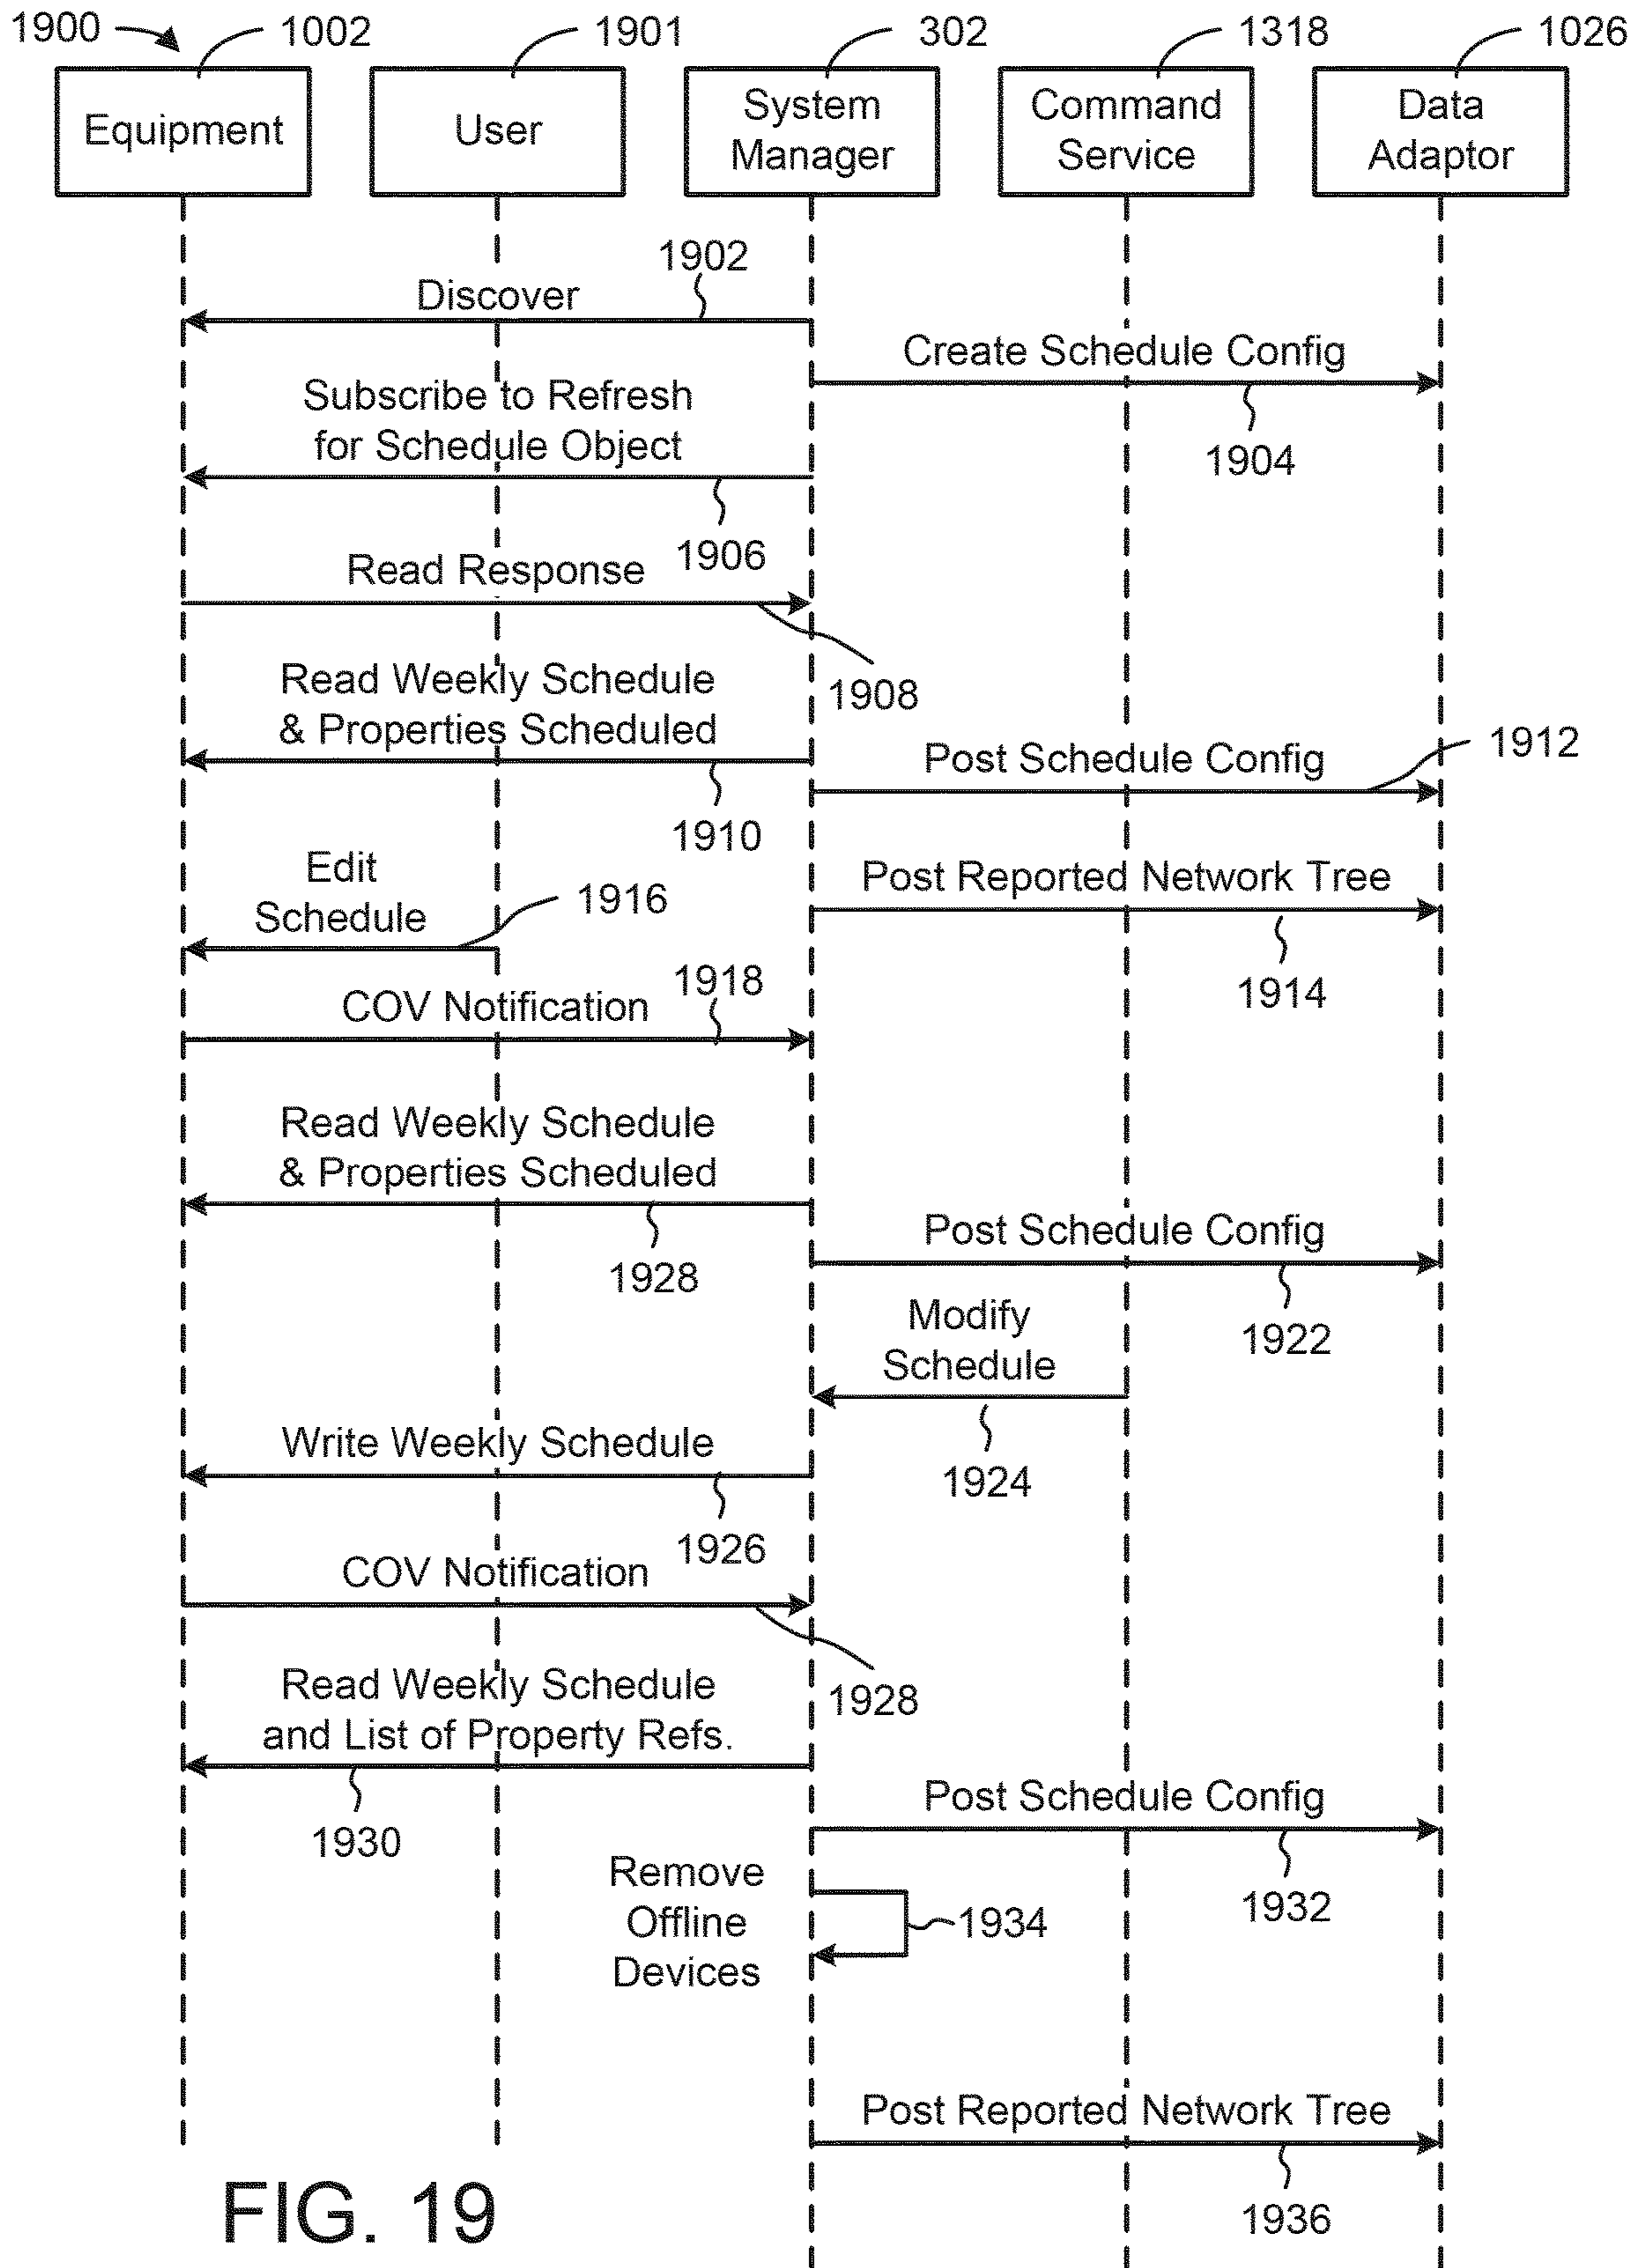 1900
1002
1901
302
1318
1026
Equipment
User
System
Manager
Command
Service
Data
Adaptor
1902
Discover
Create Schedule Config
1904
Subscribe to Refresh
for Schedule Object
1906
Read Response
1908
Read Weekly Schedule
& Properties Scheduled
1910
Post Schedule Config
1912
Post Reported Network Tree
1914
Edit
Schedule
1916
1918
COV Notification
Read Weekly Schedule
& Properties Scheduled
1928
Post Schedule Config
1922
Modify
Schedule
1924
Write Weekly Schedule
1926
COV Notification
1928
Read Weekly Schedule
and List of Property Refs.
1930
Post Schedule Config
1932
Remove
Offline
Devices
1934
Post Reported Network Tree
1936
FIG. 19